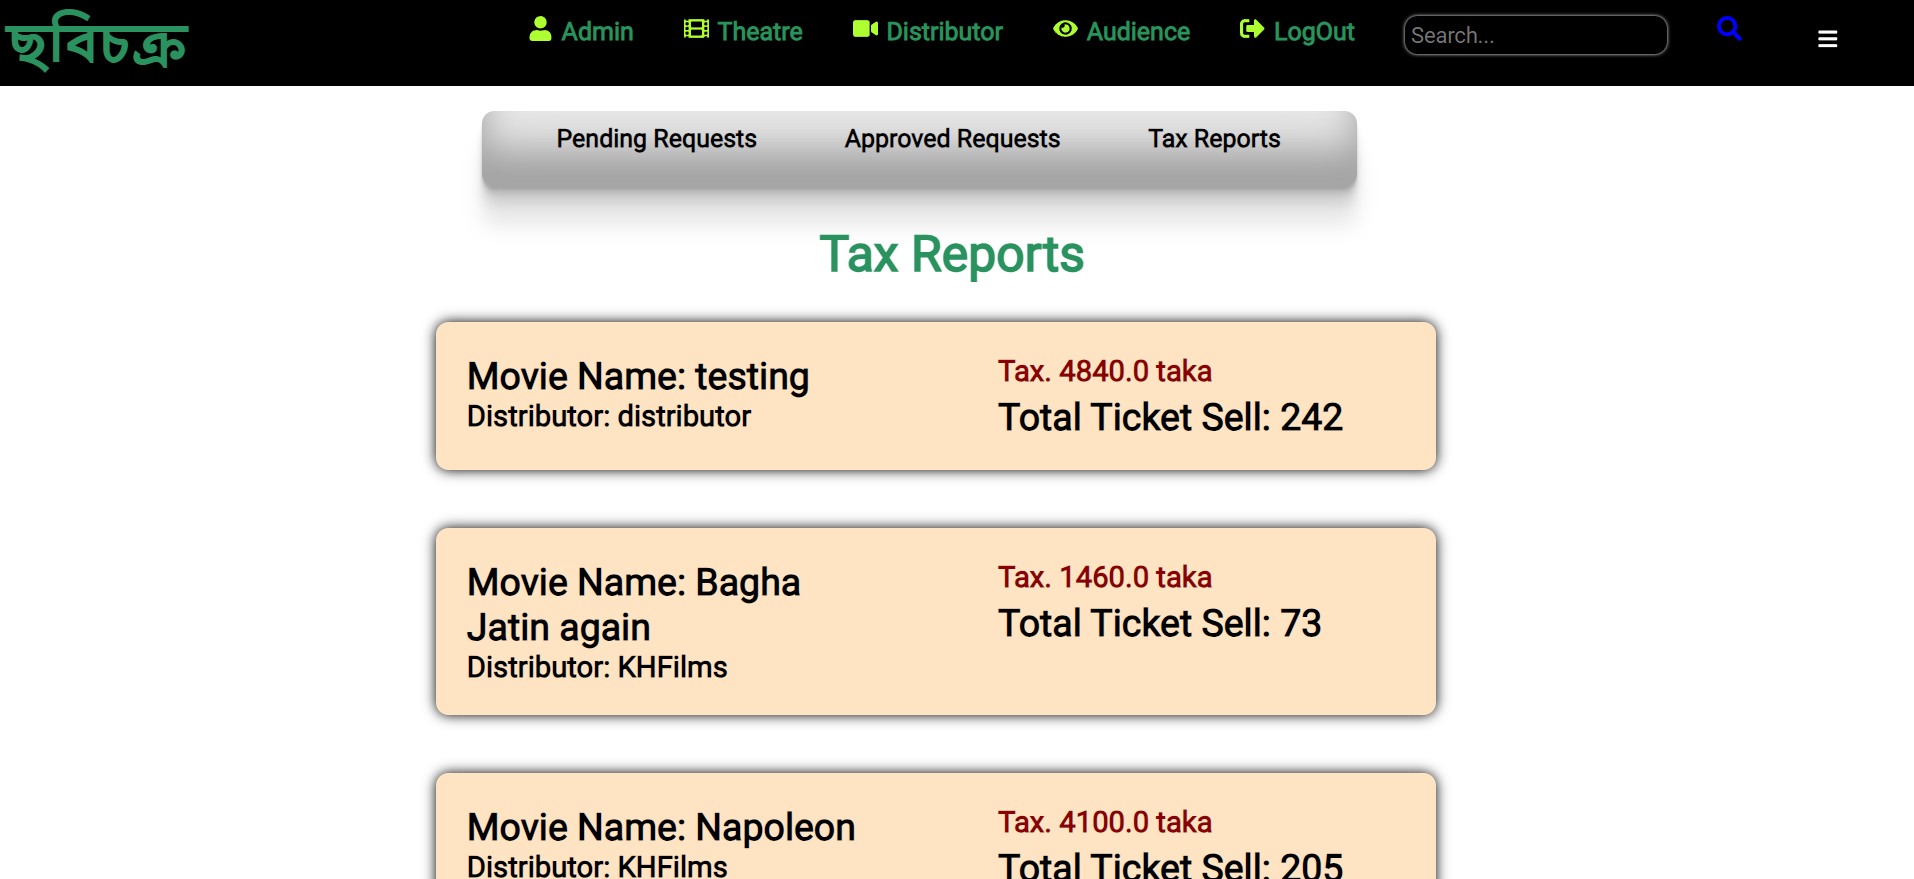 ছবিচক্র
Admin Theatre Distributor Audience LogOut Search...
Pending Requests Approved Requests Tax Reports
Tax Reports
Movie Name: testing
Distributor: distributor
Tax. 4840.0 taka
Total Ticket Sell: 242
Movie Name: Bagha
Jatin again
Distributor: KHFilms
Tax. 1460.0 taka
Total Ticket Sell: 73
Movie Name: Napoleon
Distributor: KHFilms
Tax. 4100.0 taka
Total Ticket Sell: 205